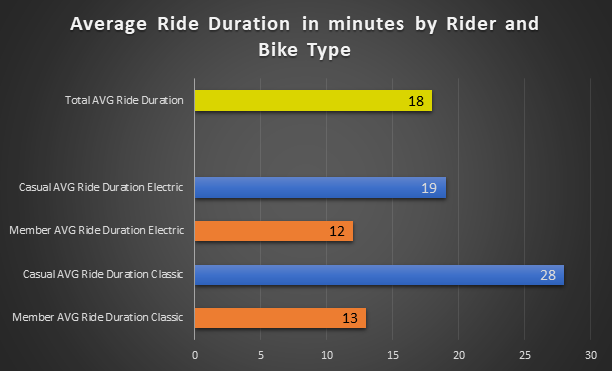 Average Ride Duration in minutes by Rider and
Bike Type
Total AVG Ride Duration
18
Casual AVG Ride Duration Electric
19
Member AVG Ride Duration Electric
12
Casual AVG Ride Duration Classic
28
Member AVG Ride Duration Classic
13
0 5 10 15 20 25 30